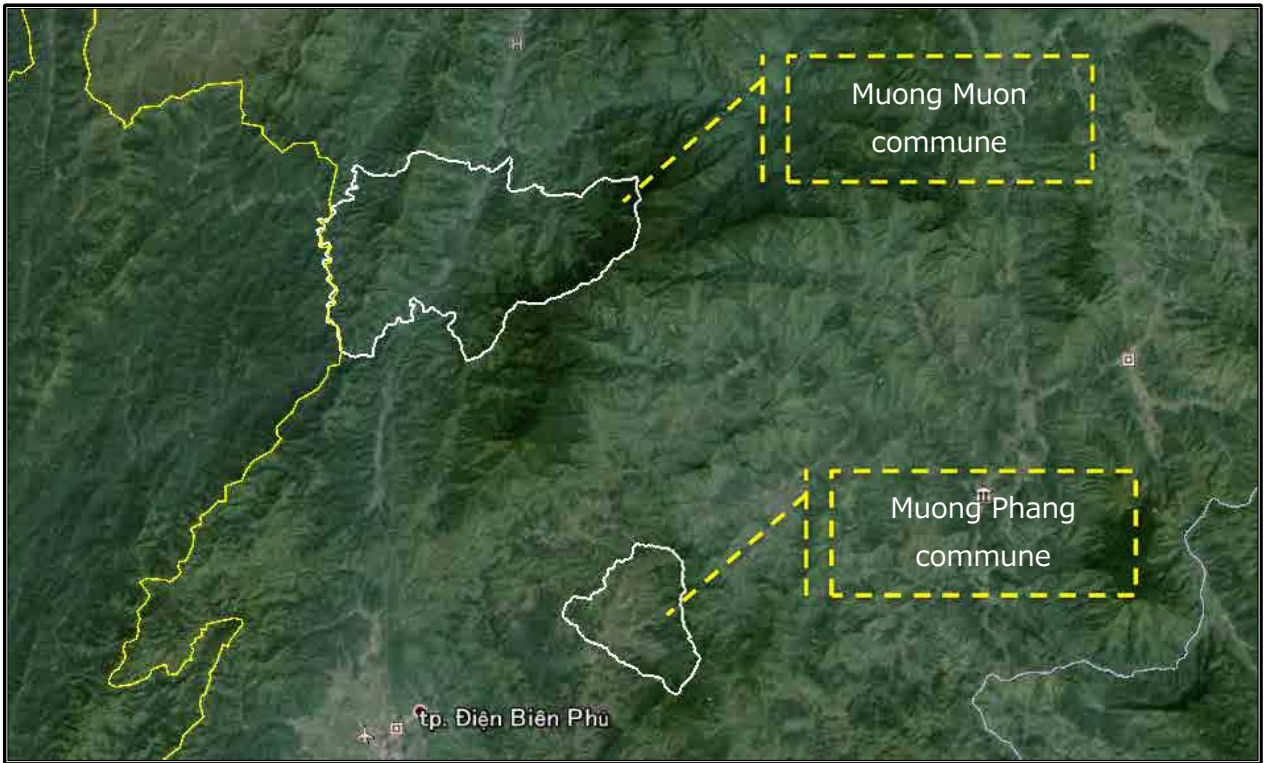 H
Muong Muon
commune
Muong Phang
commune
tp. Điện Biên Phủ